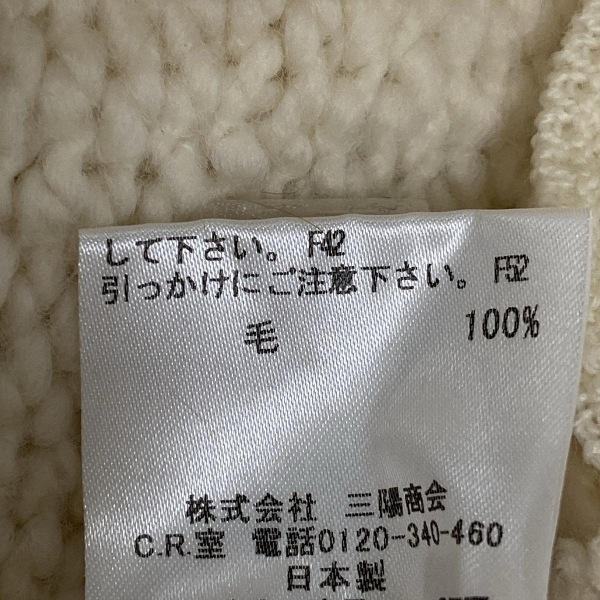 して下さい。 F42
引っかけにご注意下さい。 F52
毛 100%
株式会社 三陽商会
C.R.室 電話0120-340-460
日本製